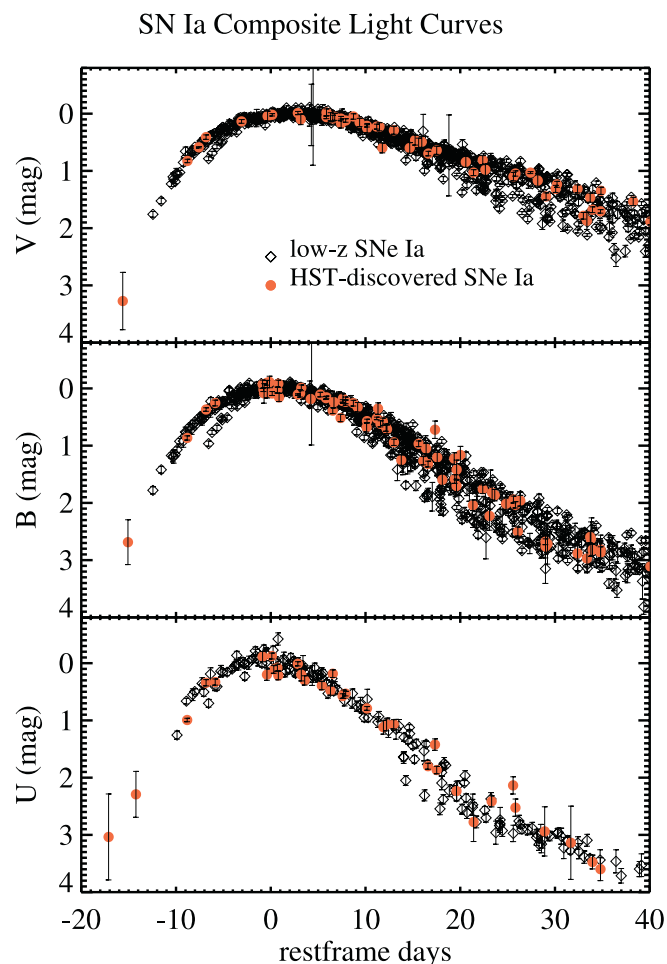 SN Ia Composite Light Curves
0
1
2
3
4
V (mag)
low-z SNe Ia
HST-discovered SNe Ia
0
1
2
3
4
B (mag)
0
1
2
3
4
U (mag)
-20 -10 0 10 20 30 40
restframe days